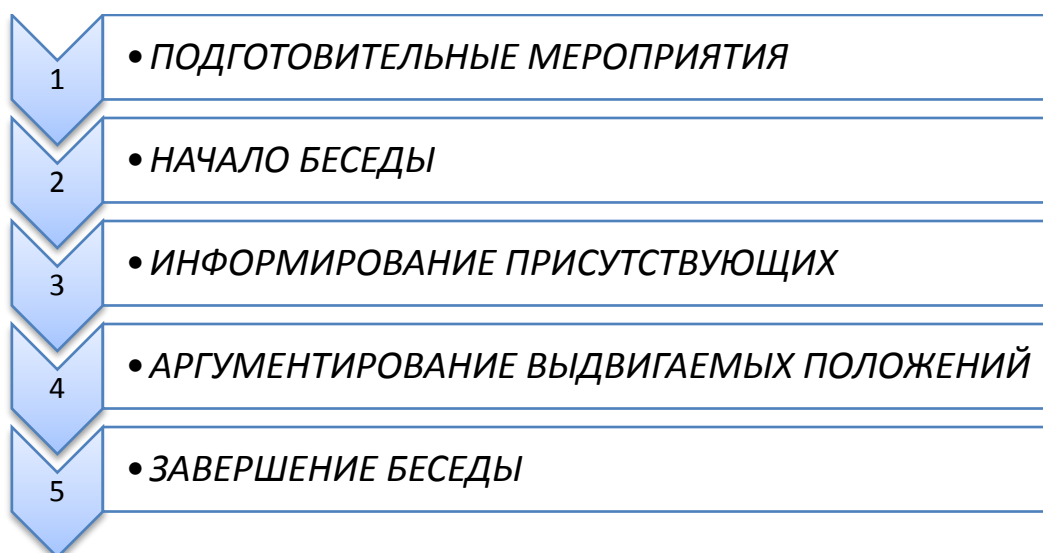 1
• ПОДГОТОВИТЕЛЬНЫЕ МЕРОПРИЯТИЯ
2
• НАЧАЛО БЕСЕДЫ
3
• ИНФОРМИРОВАНИЕ ПРИСУТСТВУЮЩИХ
4
• АРГУМЕНТИРОВАНИЕ ВЫДВИГАЕМЫХ ПОЛОЖЕНИЙ
5
• ЗАВЕРШЕНИЕ БЕСЕДЫ